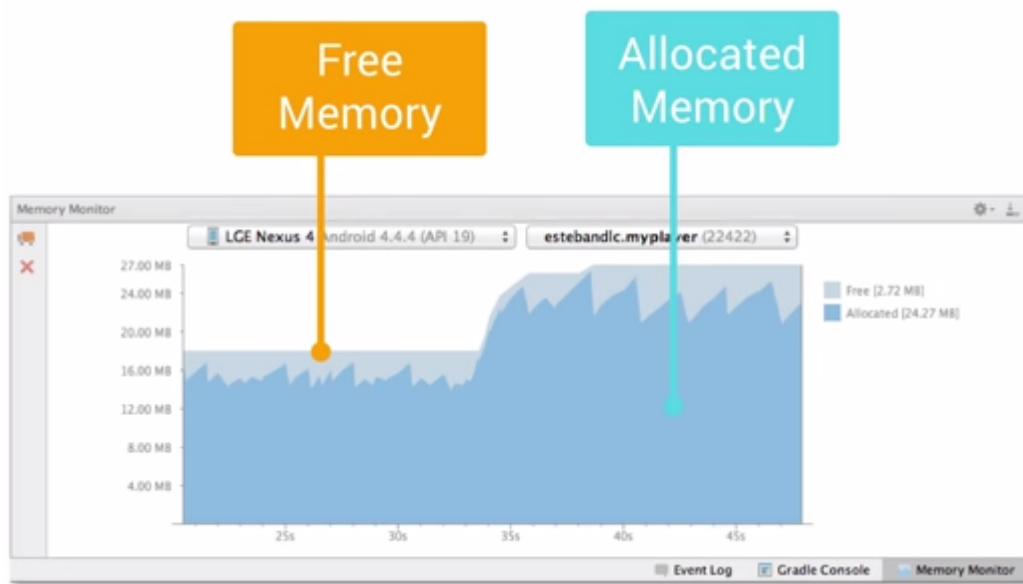 Free
Memory
Allocated
Memory
Memory Monitor
LGE Nexus 4 Android 4.4.4 (API 19)
estebandlc.myplayer (22422)
27.00 MB
24.00 MB
20.00 MB
16.00 MB
12.00 MB
8.00 MB
4.00 MB
Free [2.72 MB]
Allocated [24.27 MB]
25s
30s
35s
40s
45s
Event Log
Gradle Console
Memory Monitor